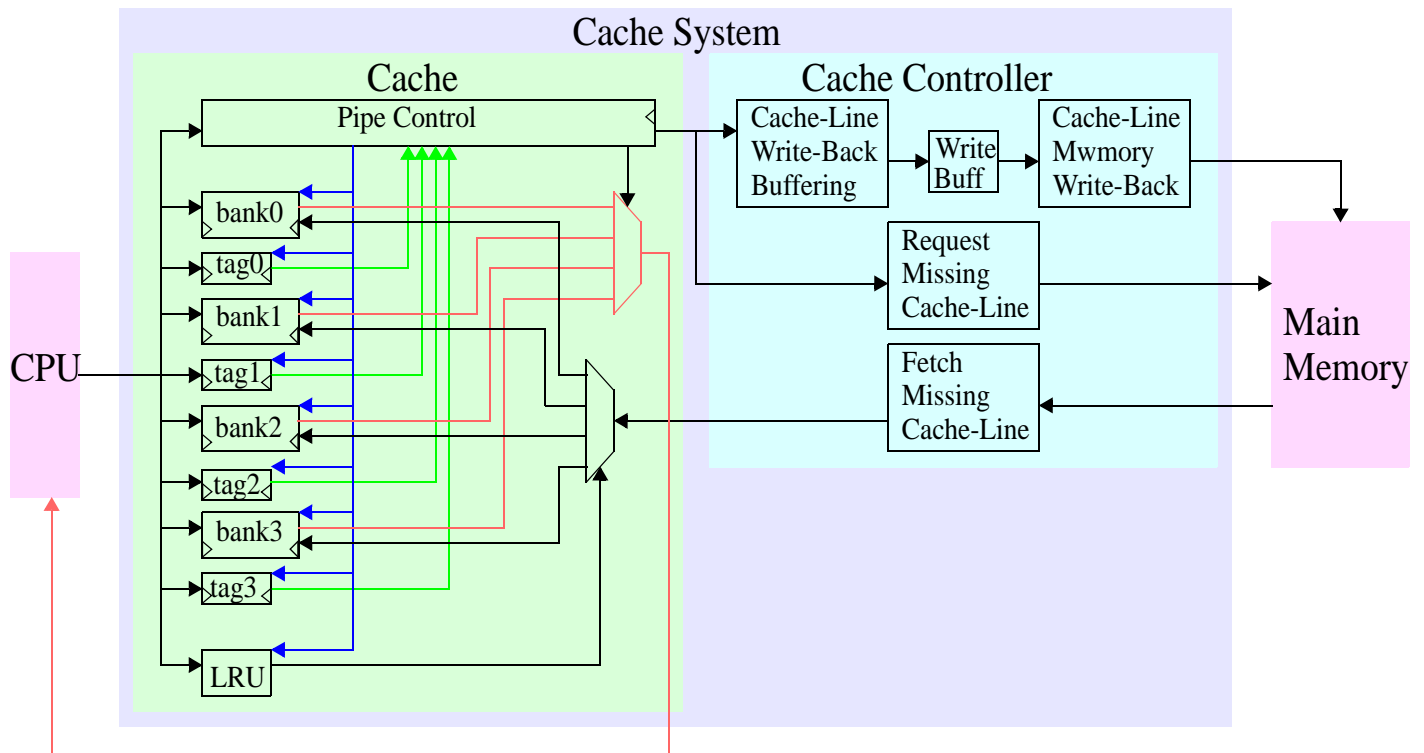 Cache System
Cache
Cache Controller
Pipe Control
Cache-Line
Write-Back
Buffering
Write
Buff
Cache-Line
Mwmory
Write-Back
bank0
tag0
bank1
tag1
bank2
tag2
bank3
tag3
LRU
Request
Missing
Cache-Line
Fetch
Missing
Cache-Line
CPU
Main
Memory